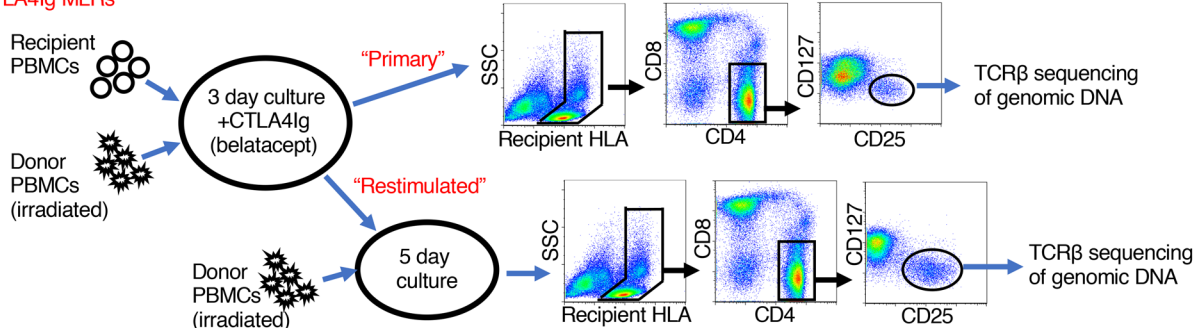 Recipient
PBMCs
Donor
PBMCs
(irradiated)
3 day culture
+CTLA4Ig
(belatacept)
“Primary”
SSC
Recipient HLA
CD8
CD4
CD127
CD25
TCRβ sequencing
of genomic DNA
“Restimulated”
Donor
PBMCs
(irradiated)
5 day
culture
SSC
Recipient HLA
CD8
CD4
CD127
CD25
TCRβ sequencing
of genomic DNA